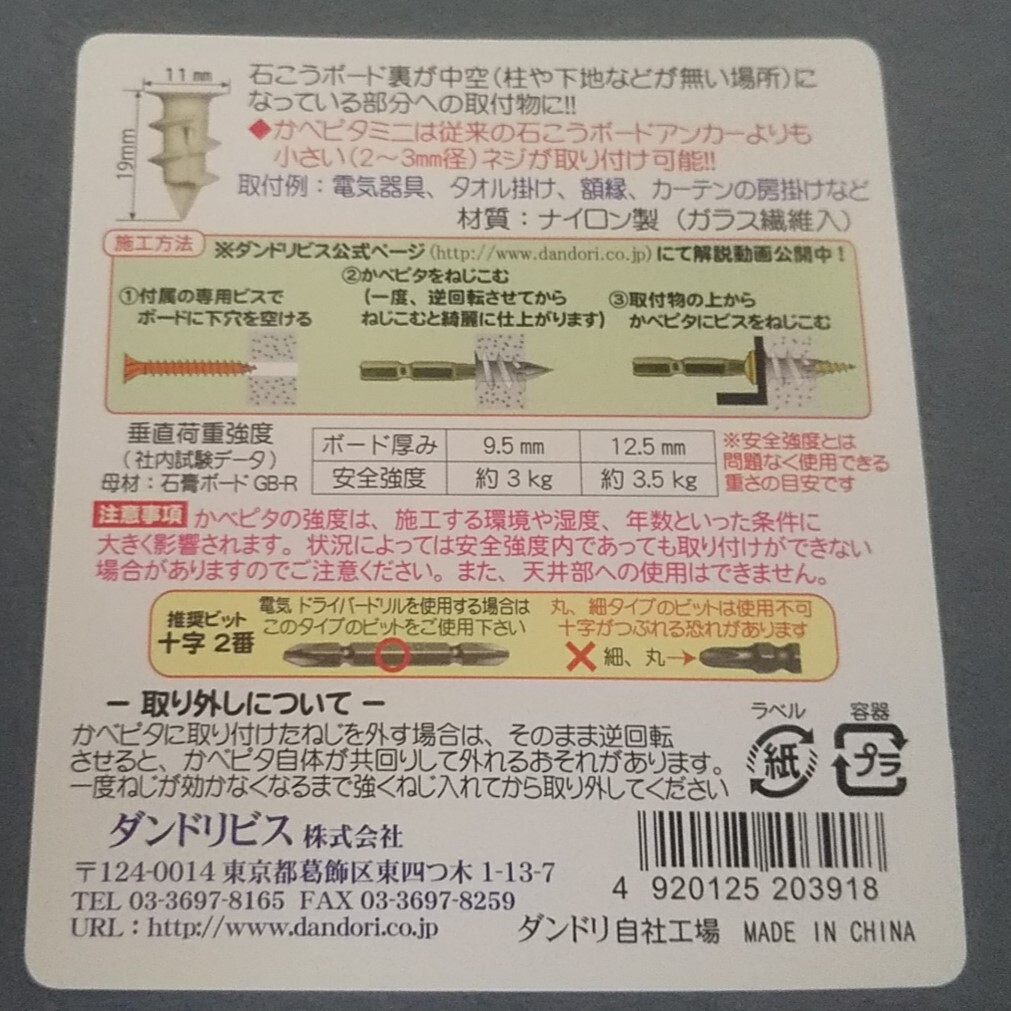 11㎜
19mm
石こうボード裏が中空(柱や下地などが無い場所)に
なっている部分への取付物に!!
◆かべピタミニは従来の石こうボードアンカーよりも
小さい(2～3㎜径)ネジが取り付け可能!!
取付例：電気器具、タオル掛け、額縁、カーテンの房掛けなど
材質：ナイロン製（ガラス繊維入）
施工方法 ※ダンドリビス公式ページ(http://www.dandori.co.jp)にて解説動画公開中！
①付属の専用ビスで
ボードに下穴を空ける
②かべピタをねじこむ
(一度、逆回転させてから
ねじこむと綺麗に仕上がります)
③取付物の上から
かべピタにビスをねじこむ
垂直荷重強度
（社内試験データ）
母材：石膏ボード GB-R
ボード厚み 9.5㎜ 12.5㎜
安全強度 約3kg 約3.5kg
※安全強度とは
問題なく使用できる
重さの目安です
注意事項 かべピタの強度は、施工する環境や湿度、年数といった条件に
大きく影響されます。状況によっては安全強度内であっても取り付けができない
場合がありますのでご注意ください。また、天井部への使用はできません。
推奨ビット
十字 2番
電気 ドライバードリルを使用する場合は
このタイプのビットをご使用下さい
丸、細タイプのビットは使用不可
十字がつぶれる恐れがあります
細、丸→
― 取り外しについて ―
かべピタに取り付けたねじを外す場合は、そのまま逆回転
させると、かべピタ自体が共回りして外れるおそれがあります。
一度ねじが効かなくなるまで強くねじ入れてから取り外してください
ラベル
紙
容器
プラ
ダンドリビス 株式会社
〒124-0014 東京都葛飾区東四つ木 1-13-7
TEL 03-3697-8165 FAX 03-3697-8259
URL：http://www.dandori.co.jp
4 920125 203918
ダンドリ自社工場 MADE IN CHINA